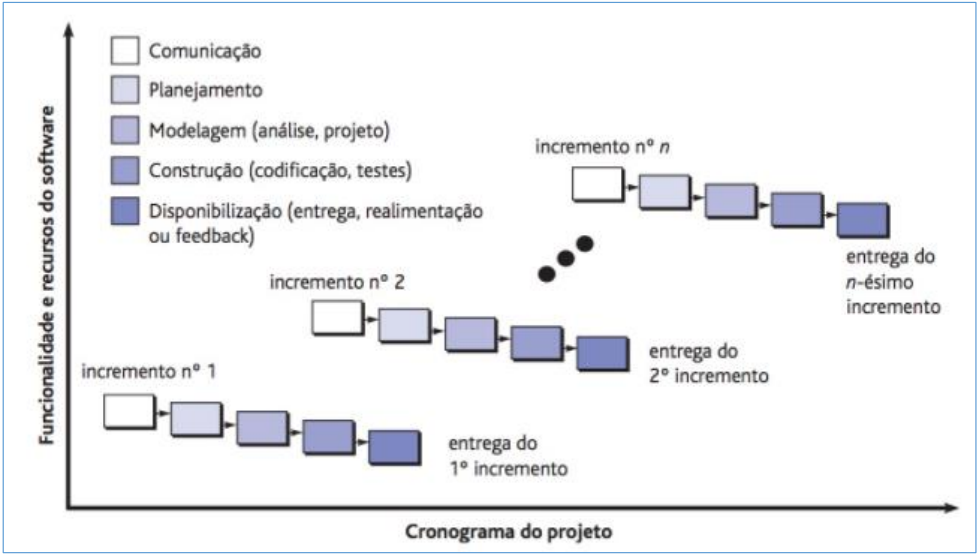 Comunicação
Planejamento
Modelagem (análise, projeto)
Construção (codificação, testes)
Disponibilização (entrega, realimentação
ou feedback)
Funcionalidade e recursos do software
incremento nº n
entrega do
n-ésimo
incremento
incremento nº 2
entrega do
2º incremento
incremento nº 1
entrega do
1º incremento
Cronograma do projeto